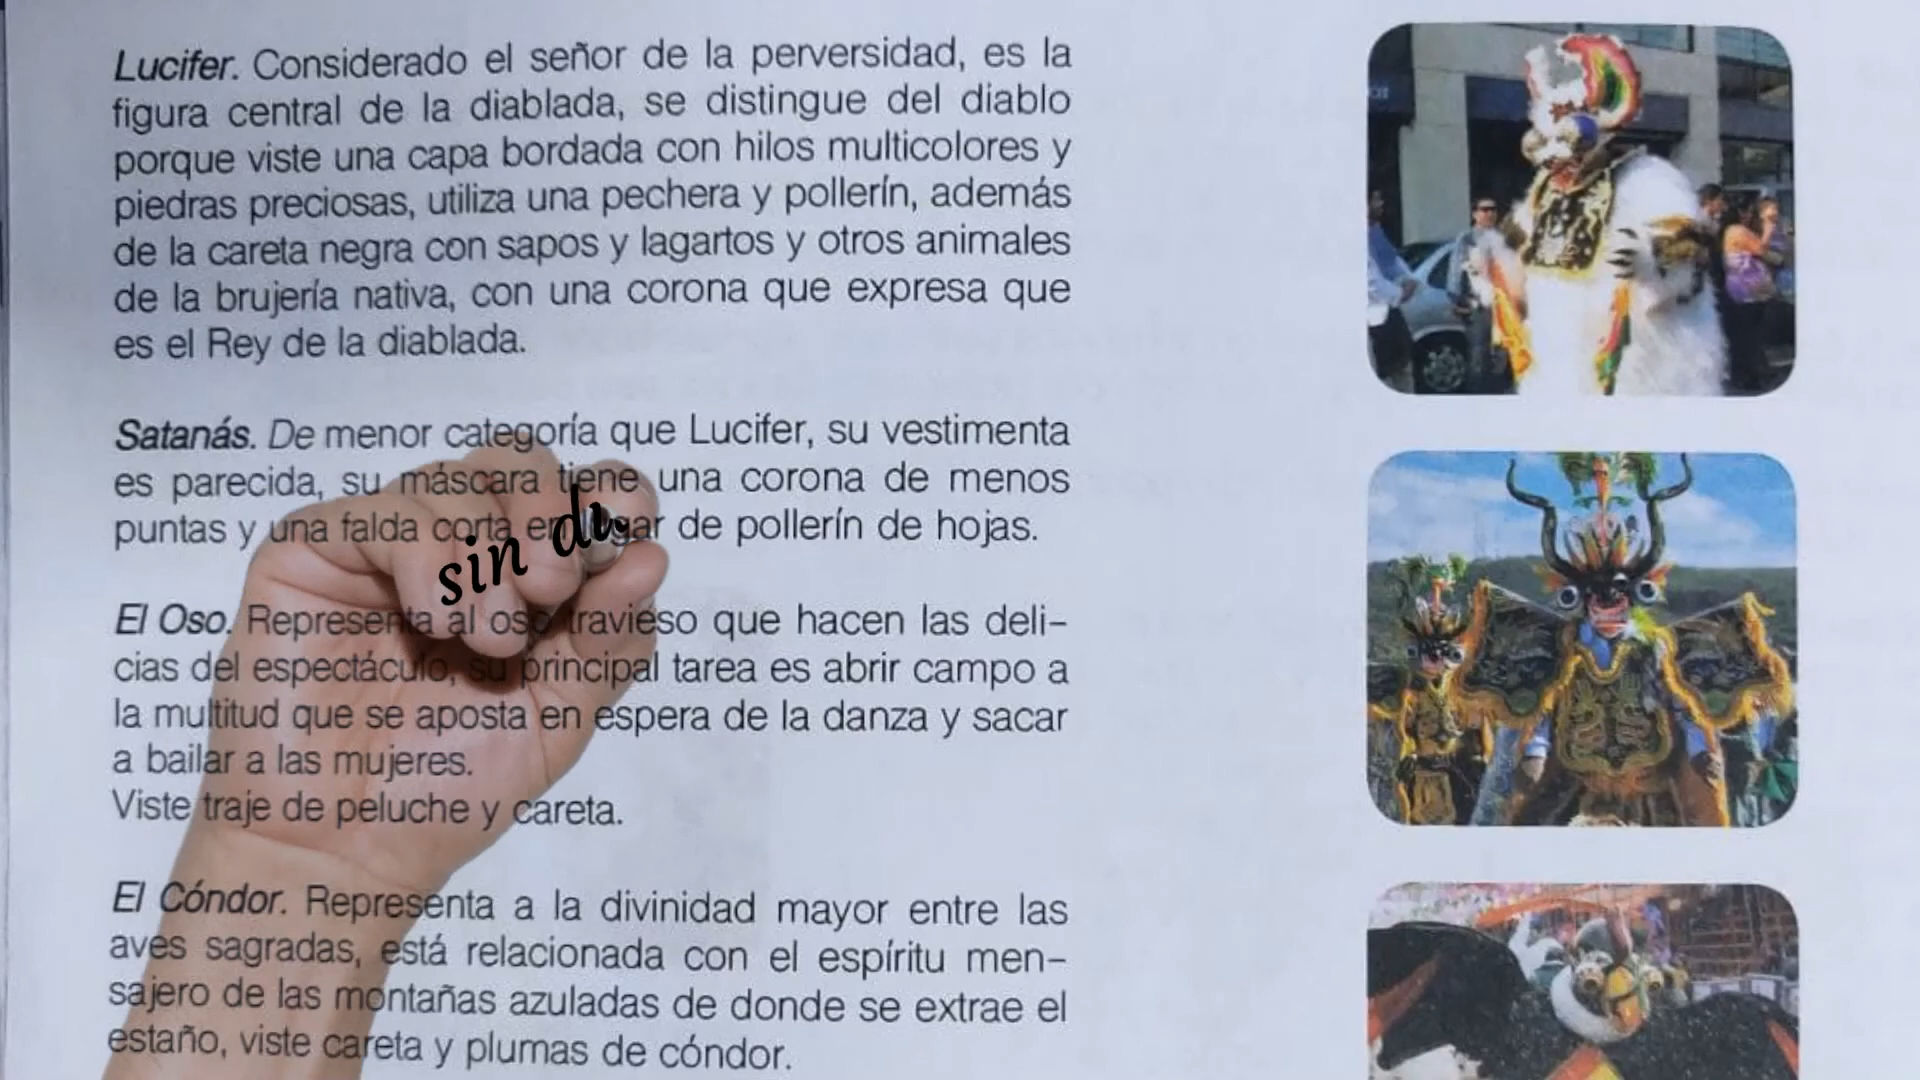 Lucifer. Considerado el señor de la perversidad, es la
figura central de la diablada, se distingue del diablo
porque viste una capa bordada con hilos multicolores y
piedras preciosas, utiliza una pechera y pollerín, además
de la careta negra con sapos y lagartos y otros animales
de la brujería nativa, con una corona que expresa que
es el Rey de la diablada.
Satanás. De menor categoría que Lucifer, su vestimenta
es parecida, su máscara tiene una corona de menos
puntas y una falda corta en lugar de pollerín de hojas.
sin
El Oso. Representa al oso travieso que hacen las deli-
cias del espectáculo, su principal tarea es abrir campo a
la multitud que se aposta en espera de la danza y sacar
a bailar a las mujeres.
Viste traje de peluche y careta.
El Cóndor. Representa a la divinidad mayor entre las
aves sagradas, está relacionada con el espíritu men-
sajero de las montañas azuladas de donde se extrae el
estaño, viste careta y plumas de cóndor.